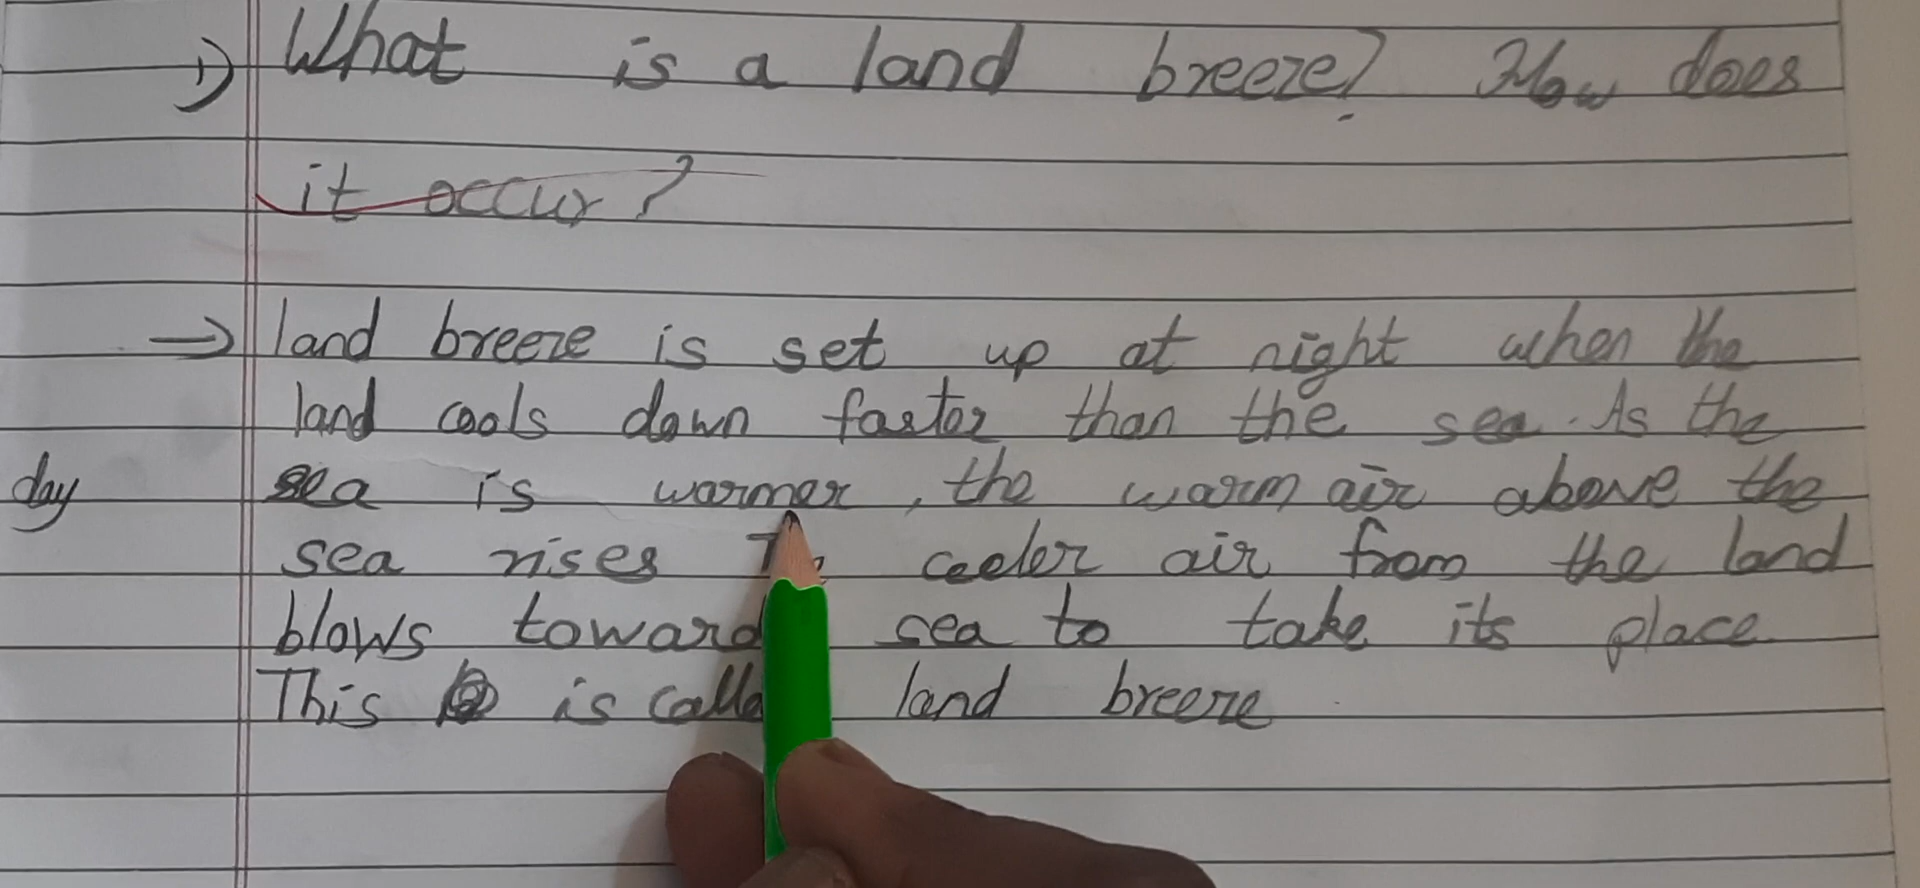 1) What is a land breeze? How does
it occur?
→ land breeze is set up at night when the
land cools down faster than the sea. As the
day sea is warmer, the warm air above the
sea rises cooler air from the land
blows toward sea to take its place
This is land breeze